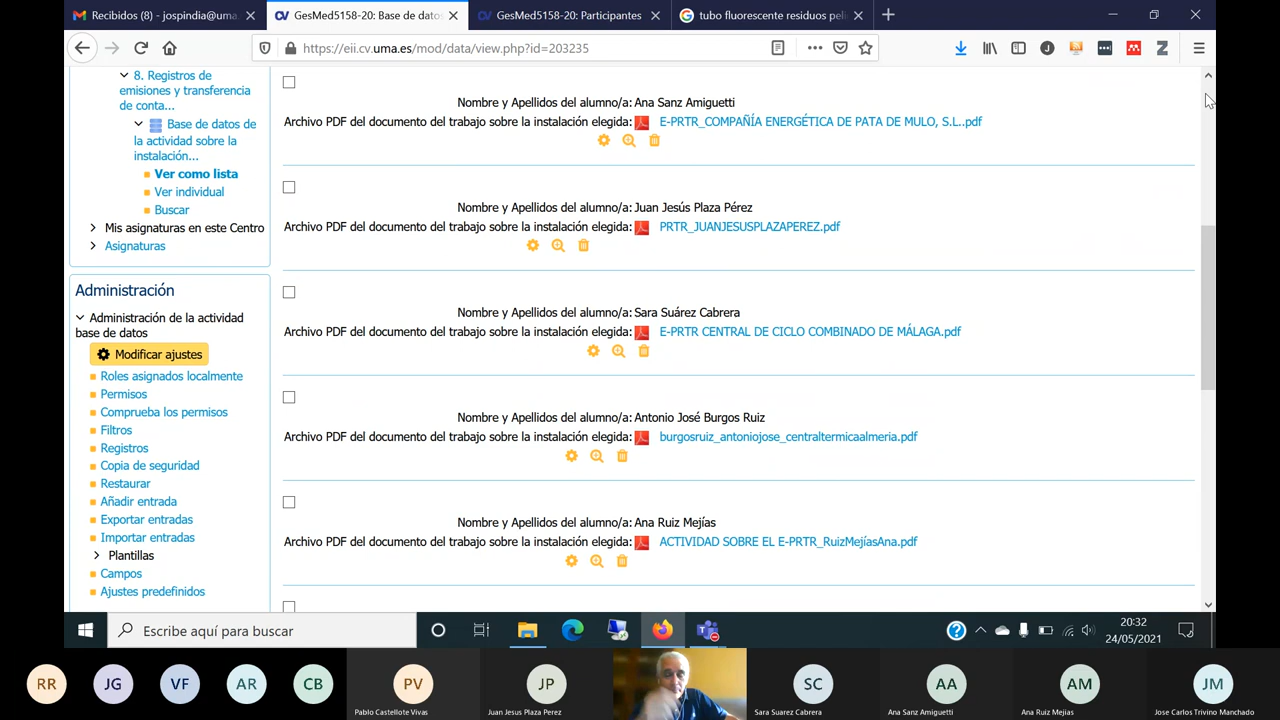 Recibidos (8) - jospindia@uma.
GesMed5158-20: Base de datos
GesMed5158-20: Participantes
tubo fluorescente residuos peli
https://eii.cv.uma.es/mod/data/view.php?id=203235
8. Registros de
emisiones y transferencia
de conta...
Base de datos de
la actividad sobre la
instalación...
Ver como lista
Ver individual
Buscar
Mis asignaturas en este Centro
Asignaturas
Administración
Administración de la actividad
base de datos
Modificar ajustes
Roles asignados localmente
Permisos
Comprueba los permisos
Filtros
Registros
Copia de seguridad
Restaurar
Añadir entrada
Exportar entradas
Importar entradas
Plantillas
Campos
Ajustes predefinidos
Nombre y Apellidos del alumno/a: Ana Sanz Amiguetti
Archivo PDF del documento del trabajo sobre la instalación elegida: E-PRTR_COMPAÑÍA ENERGÉTICA DE PATA DE MULO, S.L..pdf
Nombre y Apellidos del alumno/a: Juan Jesús Plaza Pérez
Archivo PDF del documento del trabajo sobre la instalación elegida: PRTR_JUANJESUSPLAZAPEREZ.pdf
Nombre y Apellidos del alumno/a: Sara Suárez Cabrera
Archivo PDF del documento del trabajo sobre la instalación elegida: E-PRTR CENTRAL DE CICLO COMBINADO DE MÁLAGA.pdf
Nombre y Apellidos del alumno/a: Antonio José Burgos Ruiz
Archivo PDF del documento del trabajo sobre la instalación elegida: burgosruiz_antoniojose_centraltermicaalmeria.pdf
Nombre y Apellidos del alumno/a: Ana Ruiz Mejías
Archivo PDF del documento del trabajo sobre la instalación elegida: ACTIVIDAD SOBRE EL E-PRTR_RuizMejíasAna.pdf
Escribe aquí para buscar
20:32
24/05/2021
RR
JG
VF
AR
CB
PV
JP
SC
AA
AM
JM
Pablo Castellote Vivas
Juan Jesus Plaza Perez
Sara Suarez Cabrera
Ana Sanz Amiguetti
Ana Ruiz Mejias
Jose Carlos Trivino Manchado